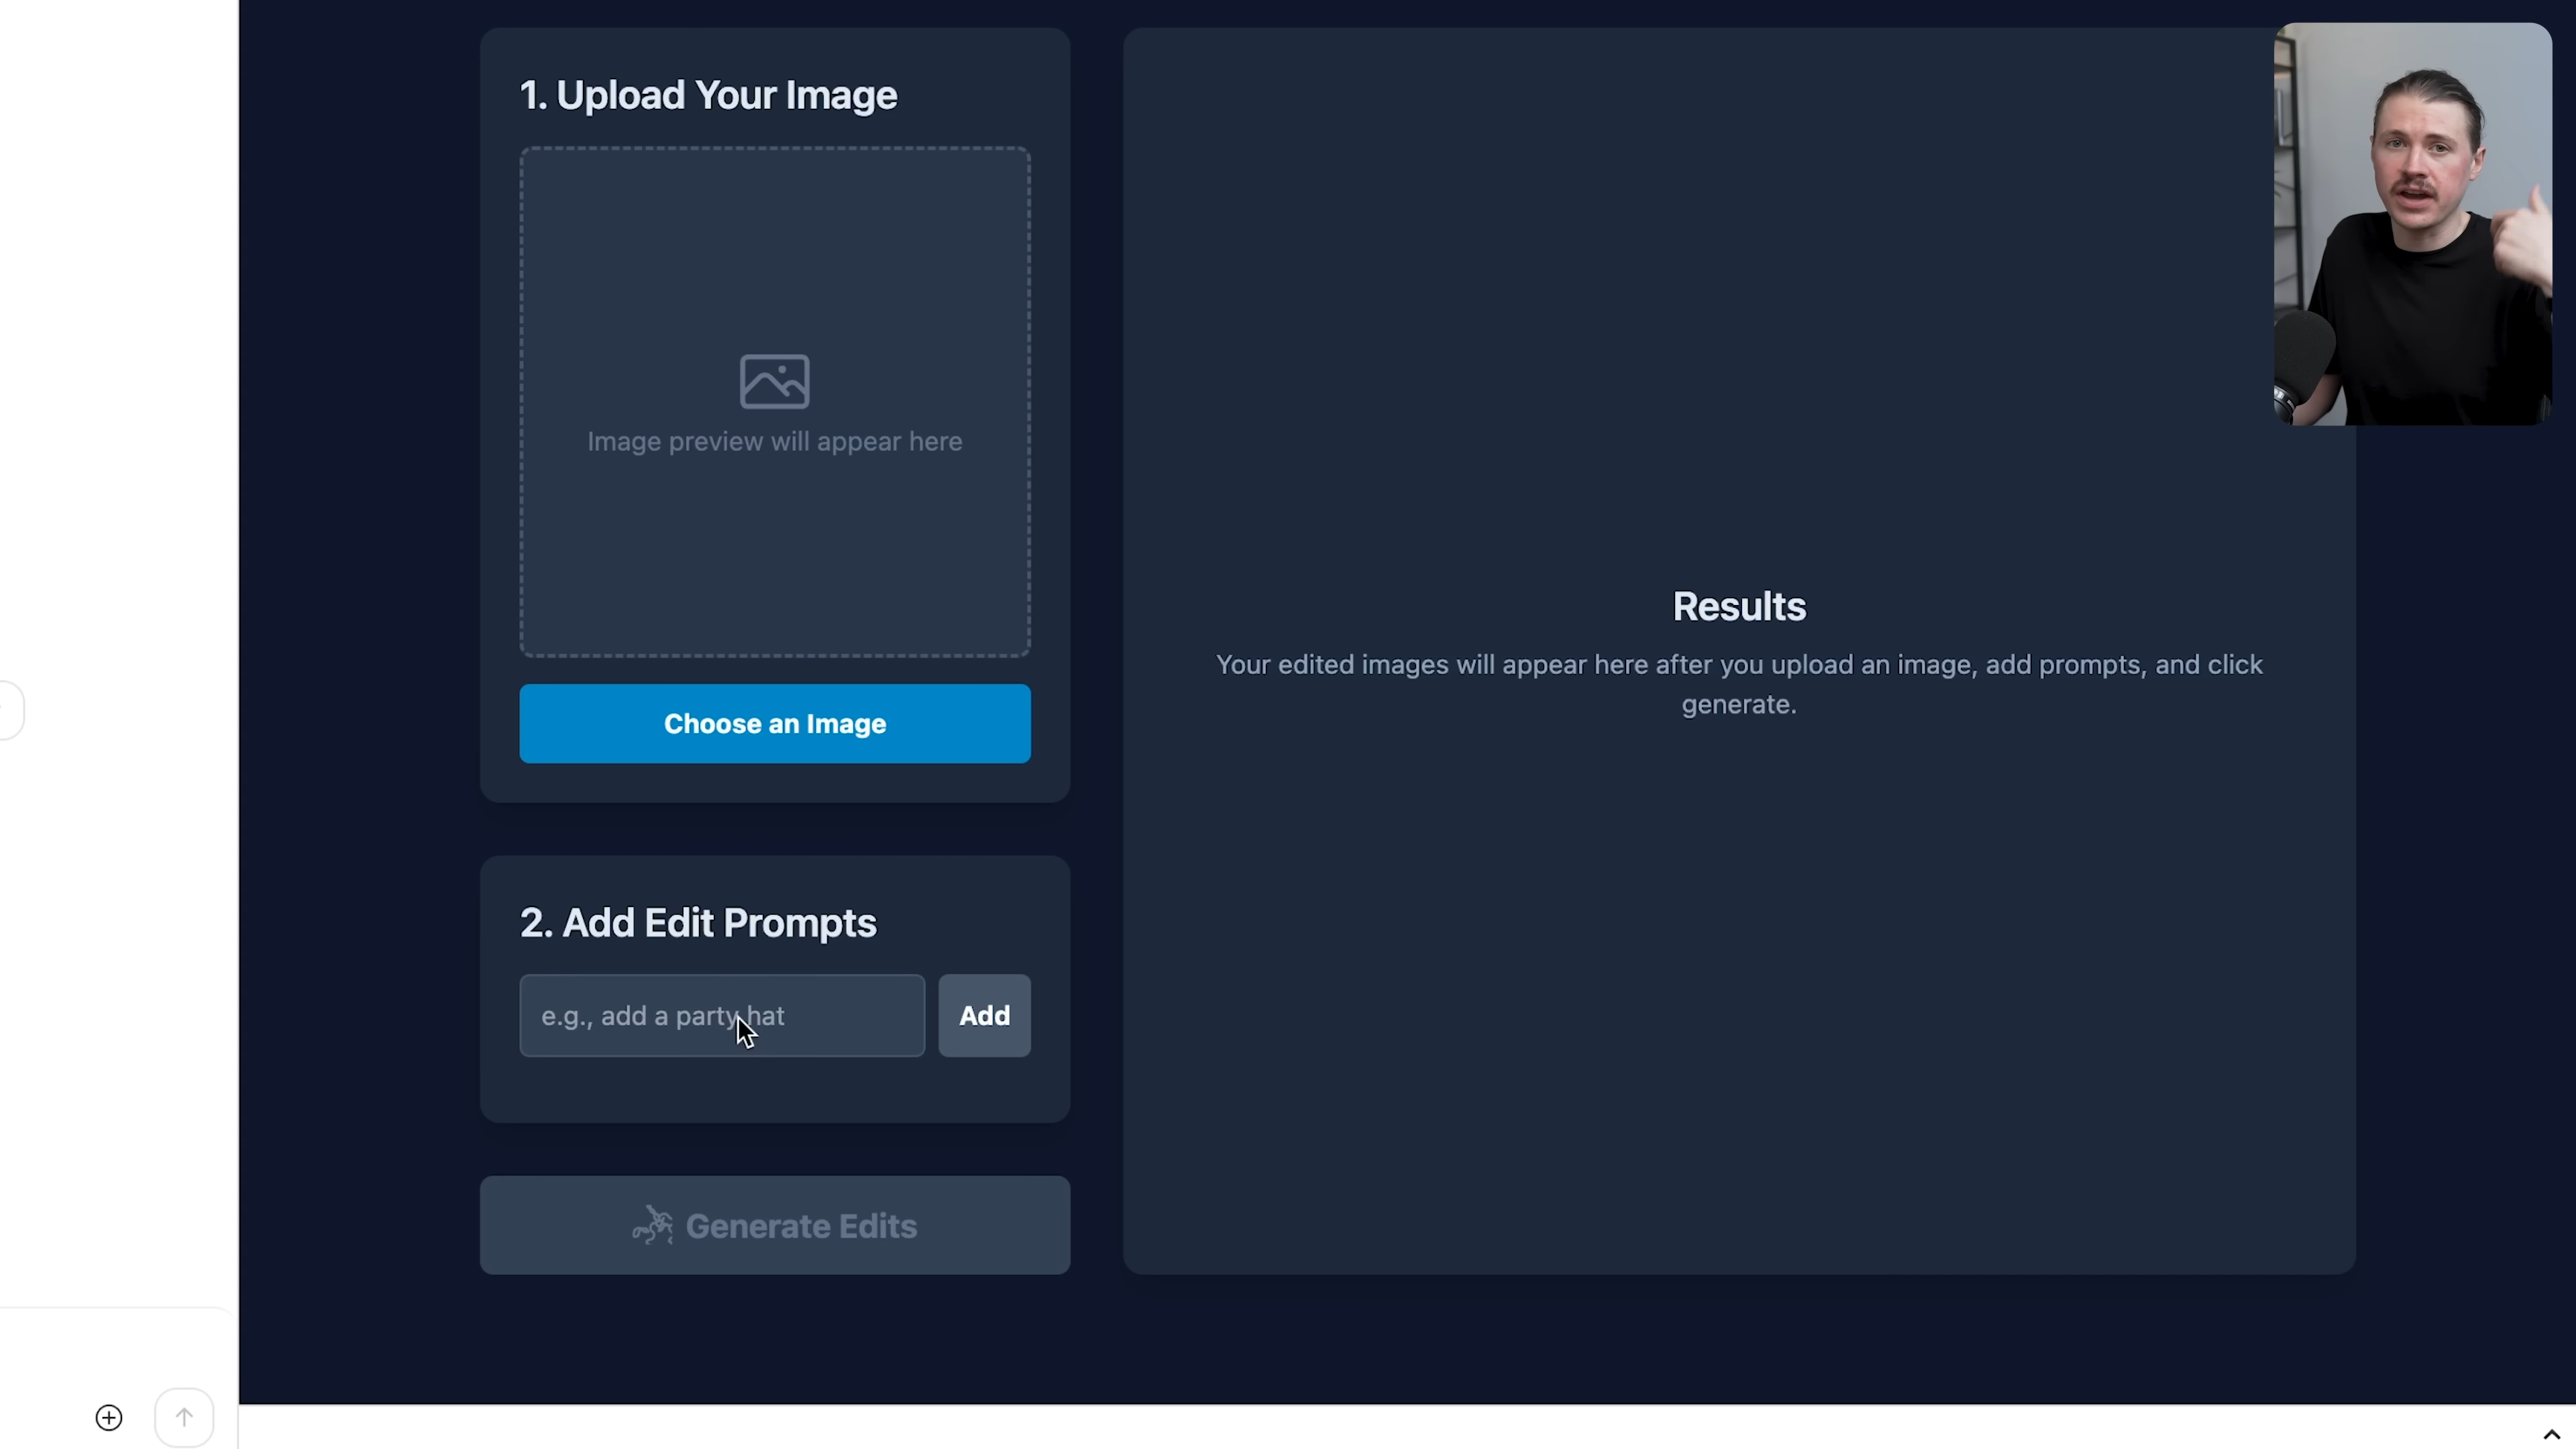 1. Upload Your Image
Image preview will appear here
Choose an Image
2. Add Edit Prompts
e.g., add a party hat
Add
Generate Edits
Results
Your edited images will appear here after you upload an image, add prompts, and click
generate.